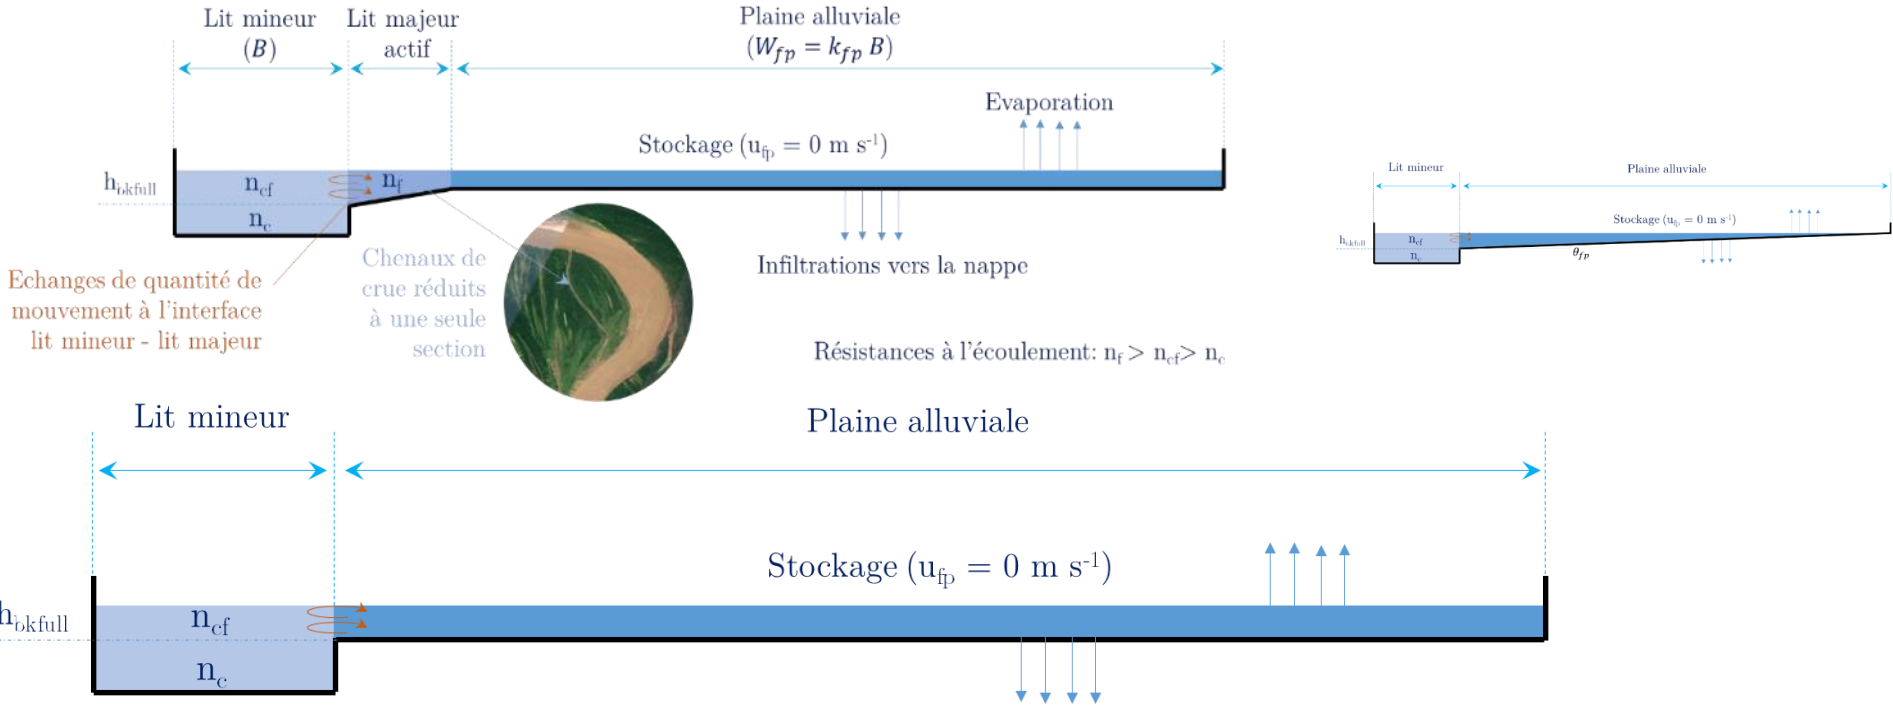 Lit mineur
(B)
Lit majeur
actif
Plaine alluviale
(W_fp = k_fp B)
Evaporation
Stockage (u_fp = 0 m s⁻¹)
h_bkfull
n_cf
n_f
n_c
Infiltrations vers la nappe
Echanges de quantité de
mouvement à l'interface
lit mineur - lit majeur
Chenaux de
crue réduits
à une seule
section
Résistances à l'écoulement: n_f > n_cf > n_c
Lit mineur
Plaine alluviale
Stockage (u_fp = 0 m s⁻¹)
h_bkfull
n_cf
n_c
θ_fp
Lit mineur
Plaine alluviale
Stockage (u_fp = 0 m s⁻¹)
h_bkfull
n_cf
n_c